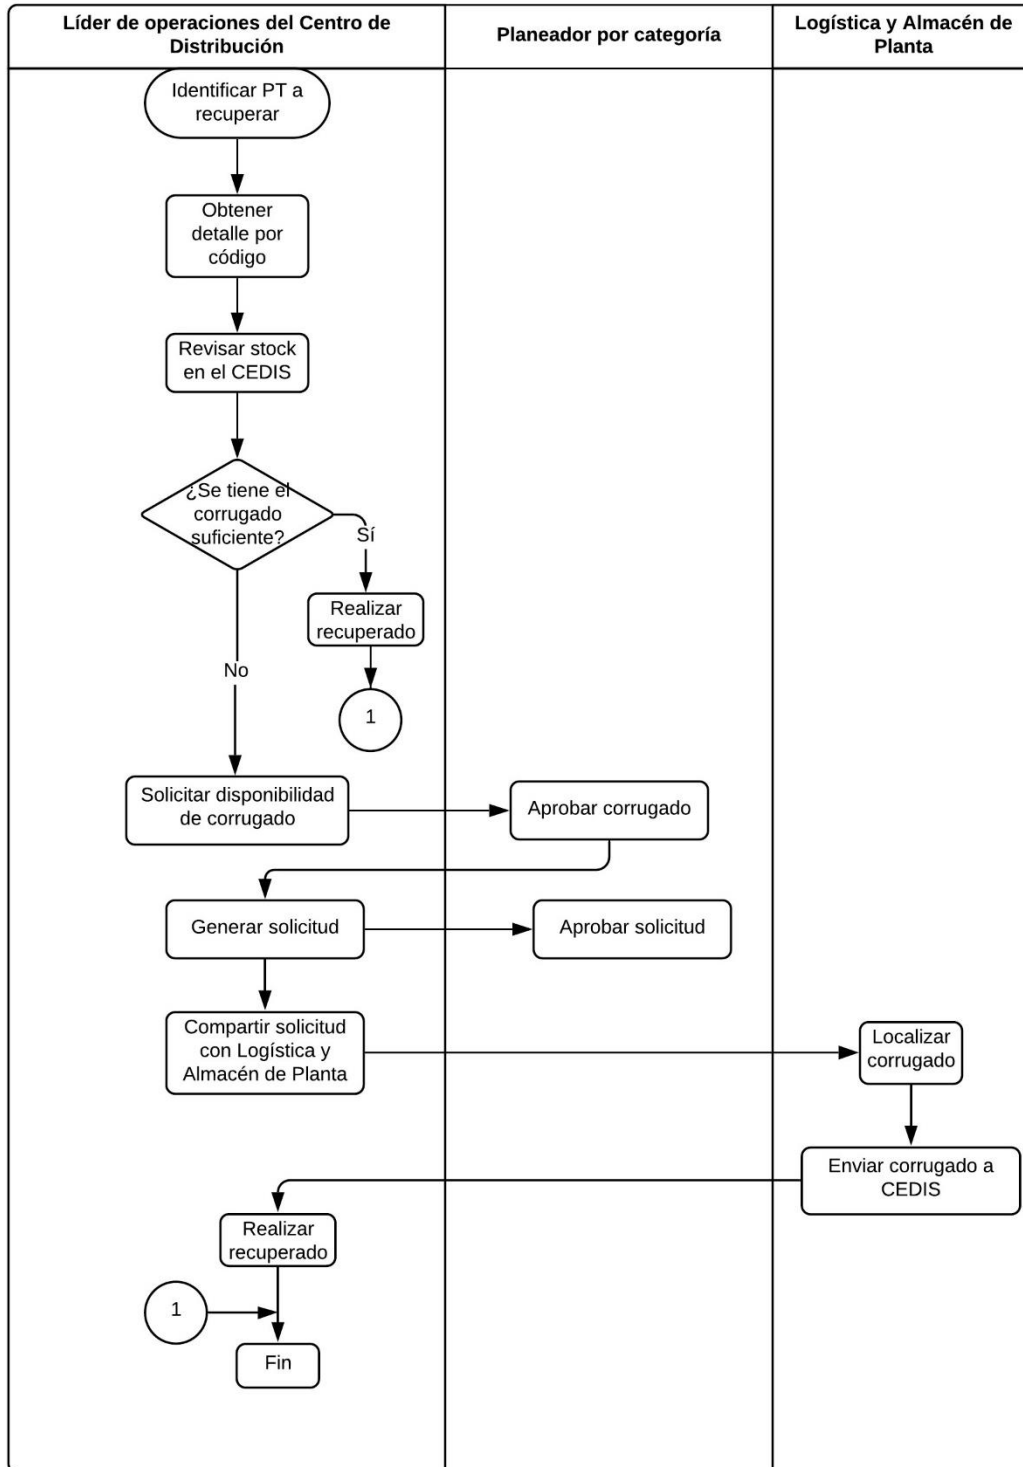 Líder de operaciones del Centro de
Distribución
Planeador por categoría
Logística y Almacén de
Planta
Identificar PT a
recuperar
Obtener
detalle por
código
Revisar stock
en el CEDIS
¿Se tiene el
corrugado
suficiente?
Sí
Realizar
recuperado
1
No
Solicitar disponibilidad
de corrugado
Aprobar corrugado
Generar solicitud
Aprobar solicitud
Compartir solicitud
con Logística y
Almacén de Planta
Localizar
corrugado
Enviar corrugado a
CEDIS
Realizar
recuperado
1
Fin